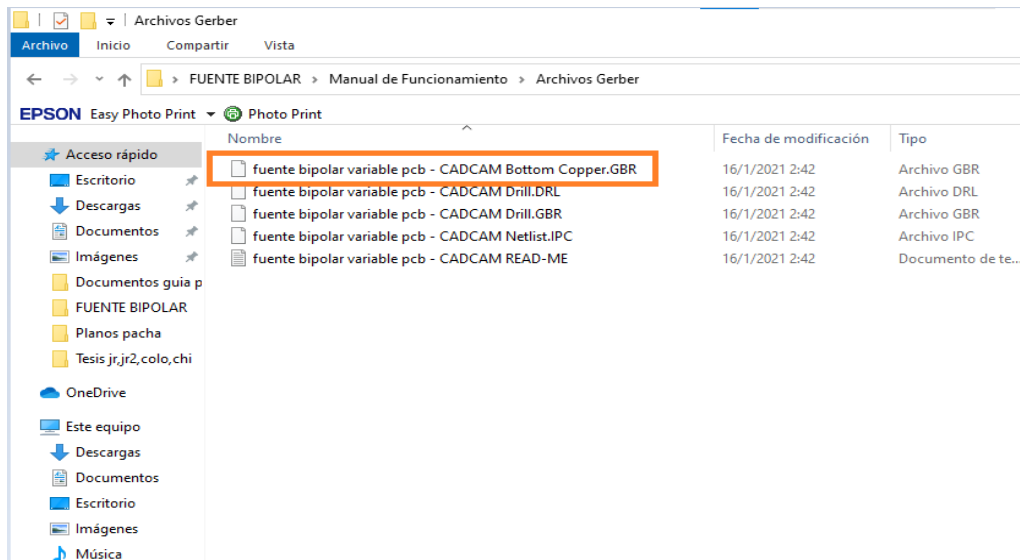 Archivos Gerber
Archivo Inicio Compartir Vista
FUENTE BIPOLAR > Manual de Funcionamiento > Archivos Gerber
EPSON Easy Photo Print Photo Print
Nombre Fecha de modificación Tipo
Acceso rápido
Escritorio
Descargas
Documentos
Imágenes
Documentos guia p
FUENTE BIPOLAR
Planos pacha
Tesis jr,jr2,colo,chi
OneDrive
Este equipo
Descargas
Documentos
Escritorio
Imágenes
Música
fuente bipolar variable pcb - CADCAM Bottom Copper.GBR 16/1/2021 2:42 Archivo GBR
fuente bipolar variable pcb - CADCAM Drill.DRL 16/1/2021 2:42 Archivo DRL
fuente bipolar variable pcb - CADCAM Drill.GBR 16/1/2021 2:42 Archivo GBR
fuente bipolar variable pcb - CADCAM Netlist.IPC 16/1/2021 2:42 Archivo IPC
fuente bipolar variable pcb - CADCAM READ-ME 16/1/2021 2:42 Documento de te...